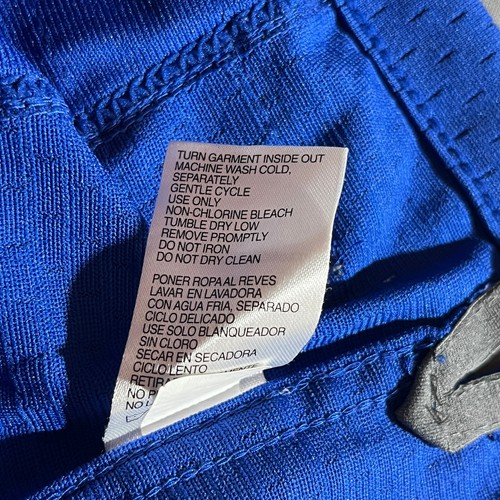 TURN GARMENT INSIDE OUT
MACHINE WASH COLD,
SEPARATELY
GENTLE CYCLE
USE ONLY
NON-CHLORINE BLEACH
TUMBLE DRY LOW
REMOVE PROMPTLY
DO NOT IRON
DO NOT DRY CLEAN
PONER ROPA AL REVES
LAVAR EN LAVADORA
CON AGUA FRIA, SEPARADO
CICLO DELICADO
USE SOLO BLANQUEADOR
SIN CLORO
SECAR EN SECADORA
CICLO LENTO
NO
NO